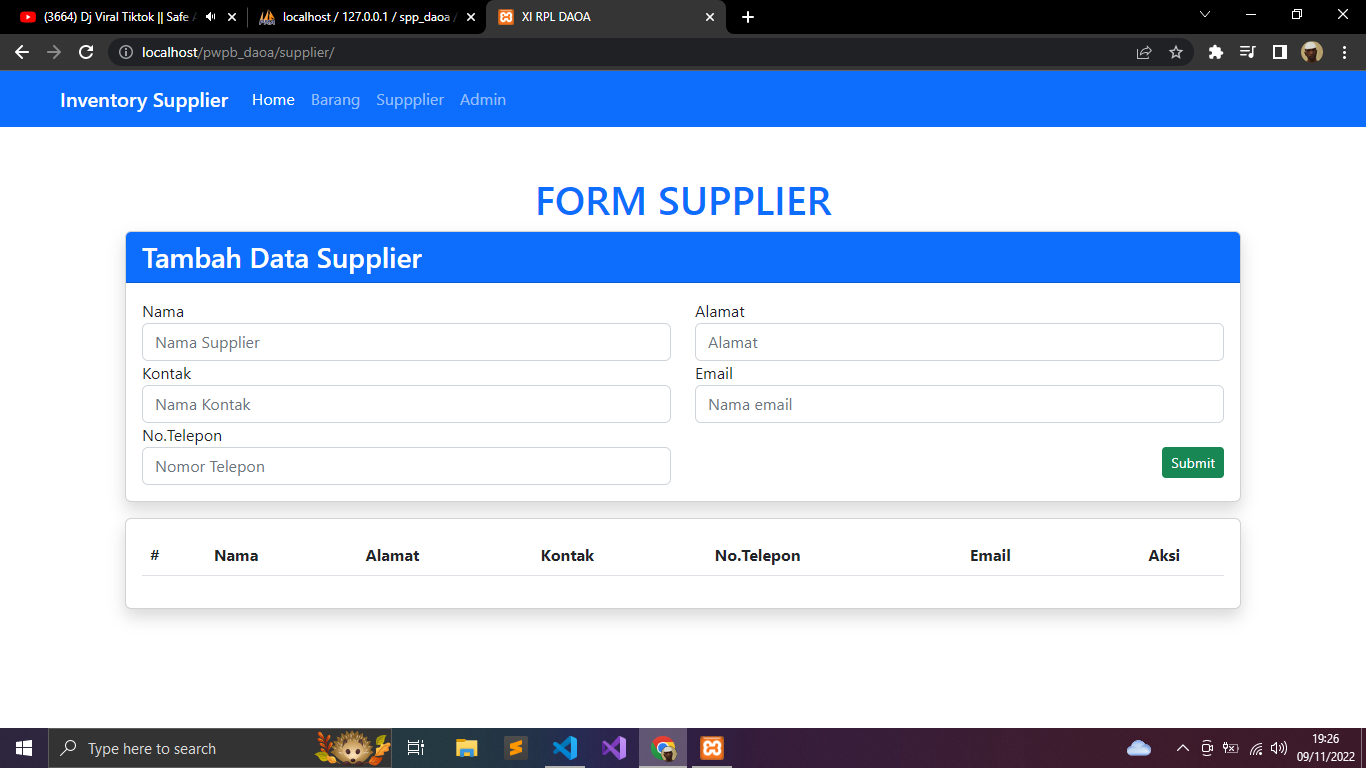 (3664) Dj Viral Tiktok || Safe
localhost / 127.0.0.1 / spp_daoa
XI RPL DAOA
localhost/pwpb_daoa/supplier/
Inventory Supplier Home Barang Suppplier Admin
FORM SUPPLIER
Tambah Data Supplier
Nama Alamat
Nama Supplier Alamat
Kontak Email
Nama Kontak Nama email
No.Telepon
Nomor Telepon Submit
# Nama Alamat Kontak No.Telepon Email Aksi
Type here to search
19:26
09/11/2022